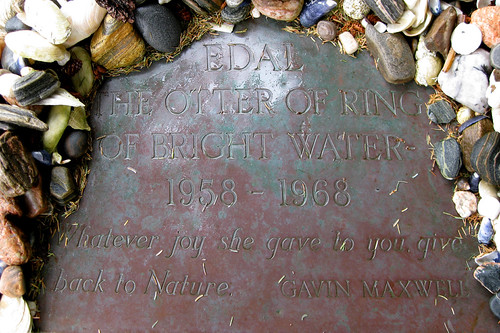 EDAL
THE OTTER OF RING
OF BRIGHT WATER
1958 - 1968
Whatever joy she gave to you, give
back to Nature. GAVIN MAXWELL